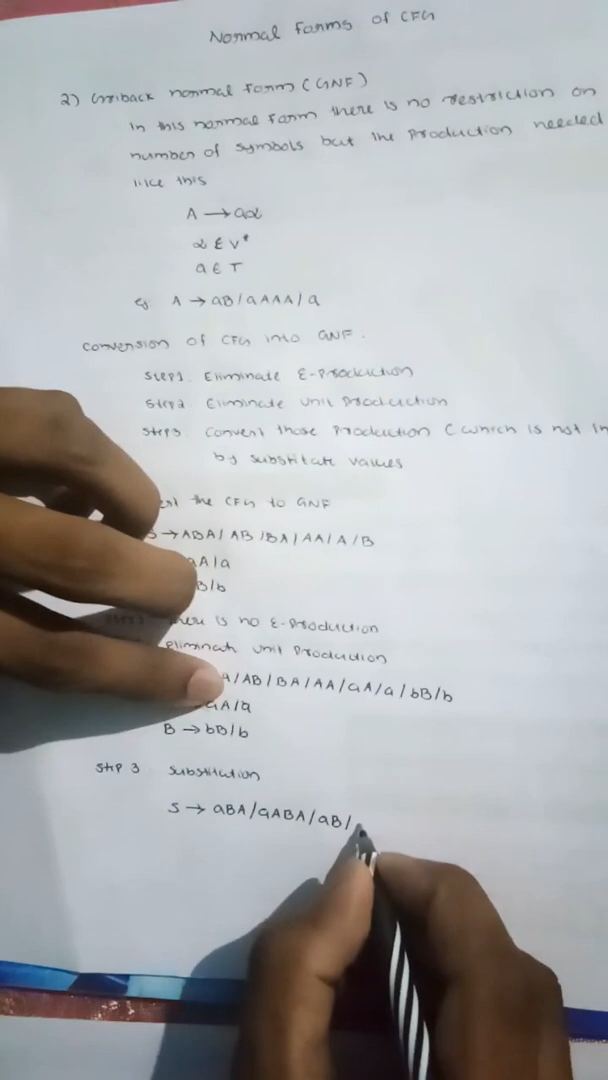 Normal Forms of CFG
2) Griback normal form (GNF)
In this normal form there is no restriction on
number of symbols but the production needed
like this
A → aα
α ∈ V*
a ∈ T
eg A → aB/aAAA/a
Conversion of CFG into GNF.
Step1. Eliminate ε-Production
Step2. Eliminate unit production
Step3 Convert those production (which is not in
by substitute values
the CFG to GNF
S → ABA/AB/BA/AA/A/B
aA/a
B/b
there is no ε-Production
eliminate unit Production
A/AB/BA/AA/aA/a/bB/b
aA/a
B → bB/b
Step 3 Substitution
S → aBA/aABA/aB/